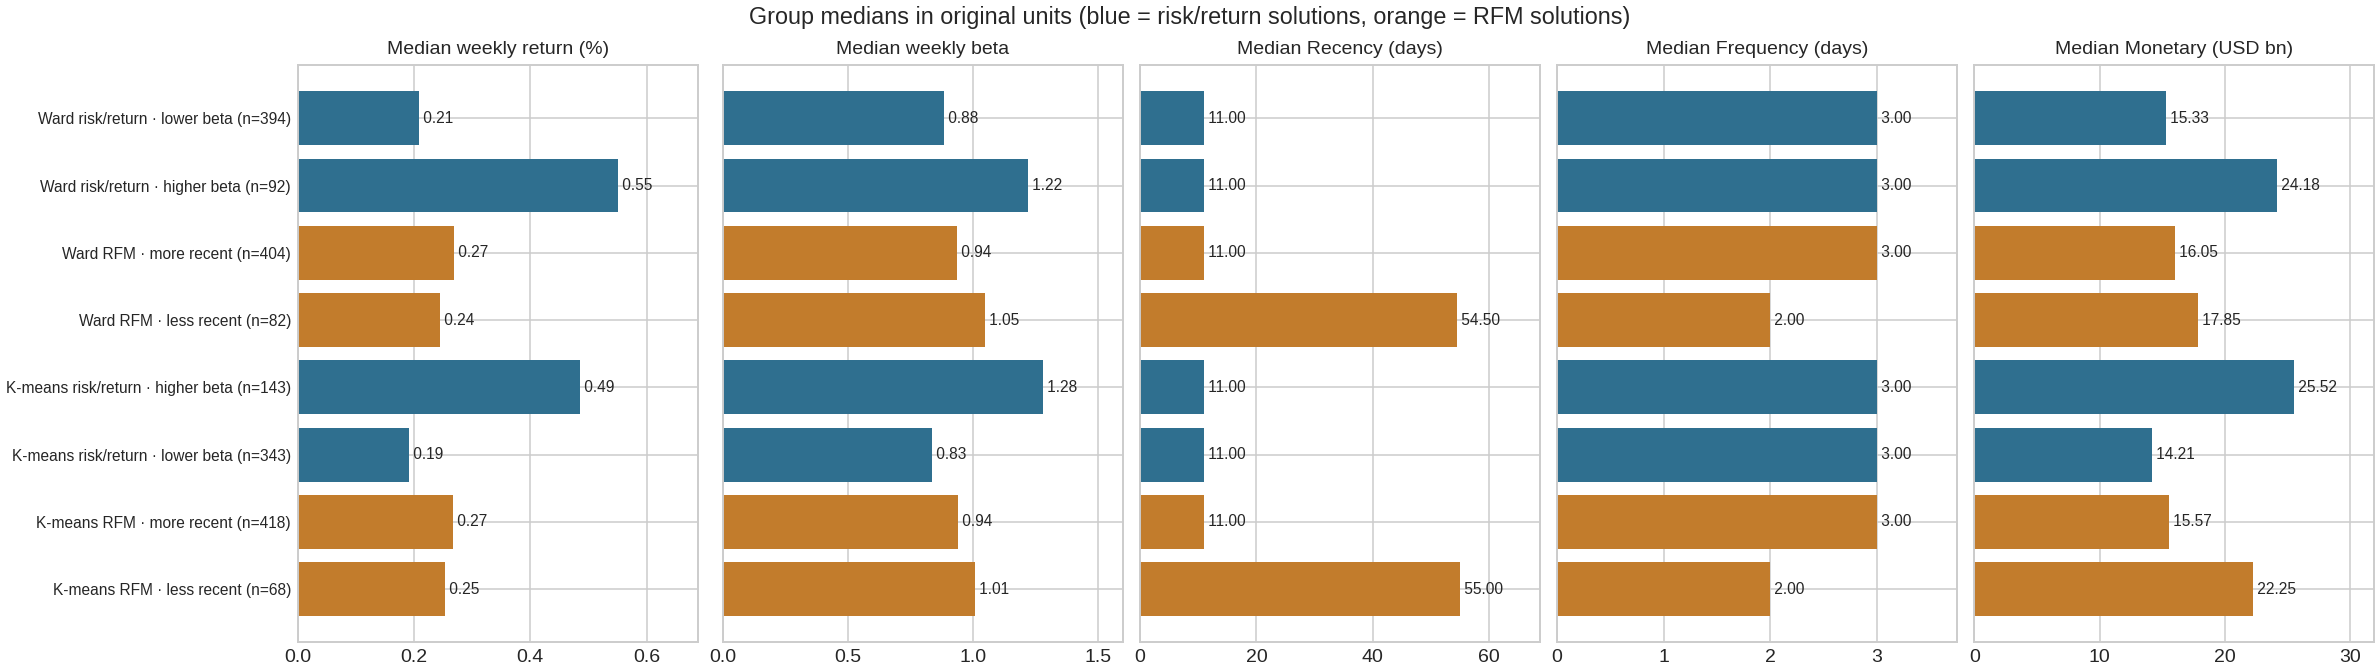 Group medians in original units (blue = risk/return solutions, orange = RFM solutions)
Median weekly return (%)
Median weekly beta
Median Recency (days)
Median Frequency (days)
Median Monetary (USD bn)
Ward risk/return · lower beta (n=394) 0.21 0.88 11.00 3.00 15.33
Ward risk/return · higher beta (n=92) 0.55 1.22 11.00 3.00 24.18
Ward RFM · more recent (n=404) 0.27 0.94 11.00 3.00 16.05
Ward RFM · less recent (n=82) 0.24 1.05 54.50 2.00 17.85
K-means risk/return · higher beta (n=143) 0.49 1.28 11.00 3.00 25.52
K-means risk/return · lower beta (n=343) 0.19 0.83 11.00 3.00 14.21
K-means RFM · more recent (n=418) 0.27 0.94 11.00 3.00 15.57
K-means RFM · less recent (n=68) 0.25 1.01 55.00 2.00 22.25
0.0 0.2 0.4 0.6
0.0 0.5 1.0 1.5
0 20 40 60
0 1 2 3
0 10 20 30